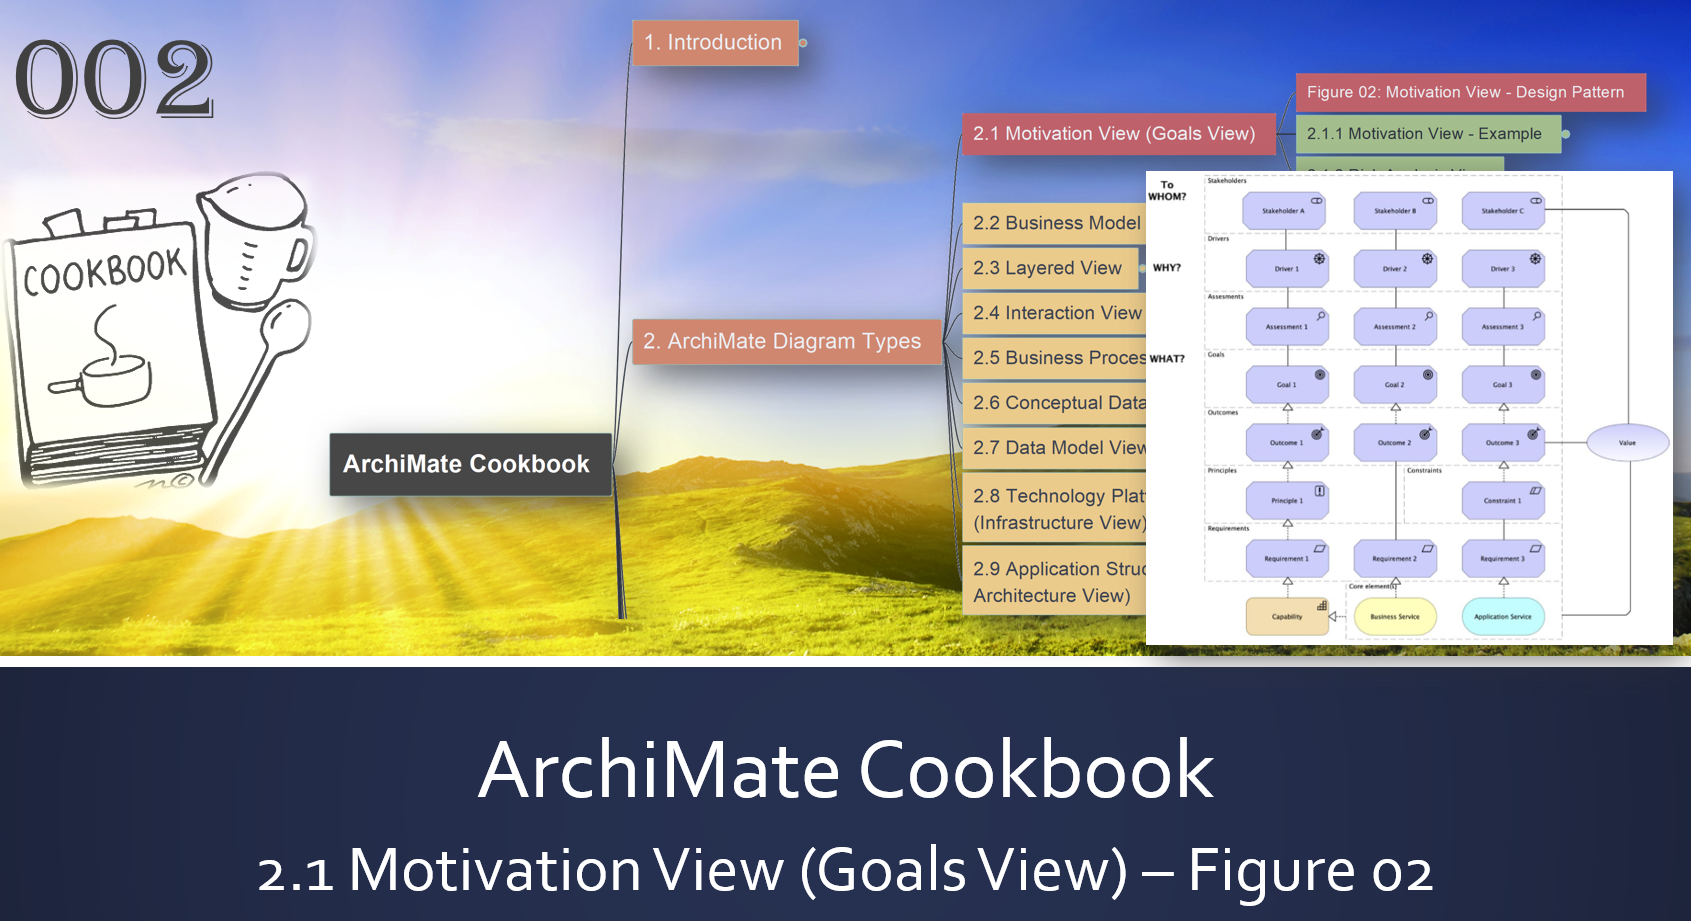 002
COOKBOOK
ArchiMate Cookbook
1. Introduction
2. ArchiMate Diagram Types
2.1 Motivation View (Goals View)
Figure 02: Motivation View - Design Pattern
2.1.1 Motivation View - Example
2.2 Business Model
2.3 Layered View
2.4 Interaction View
2.5 Business Proces
2.6 Conceptual Data
2.7 Data Model View
2.8 Technology Plat
(Infrastructure View)
2.9 Application Struc
Architecture View)
To
WHOM?
Stakeholders
Stakeholder A
Stakeholder B
Stakeholder C
Drivers
WHY?
Driver 1
Driver 2
Driver 3
Assesments
Assessment 1
Assessment 2
Assessment 3
WHAT?
Goals
Goal 1
Goal 2
Goal 3
Outcomes
Outcome 1
Outcome 2
Outcome 3
Value
Principles
Constraints
Principle 1
Constraint 1
Requirements
Requirement 1
Requirement 2
Requirement 3
Core element(s)
Capability
Business Service
Application Service
ArchiMate Cookbook
2.1 Motivation View (Goals View) – Figure 02